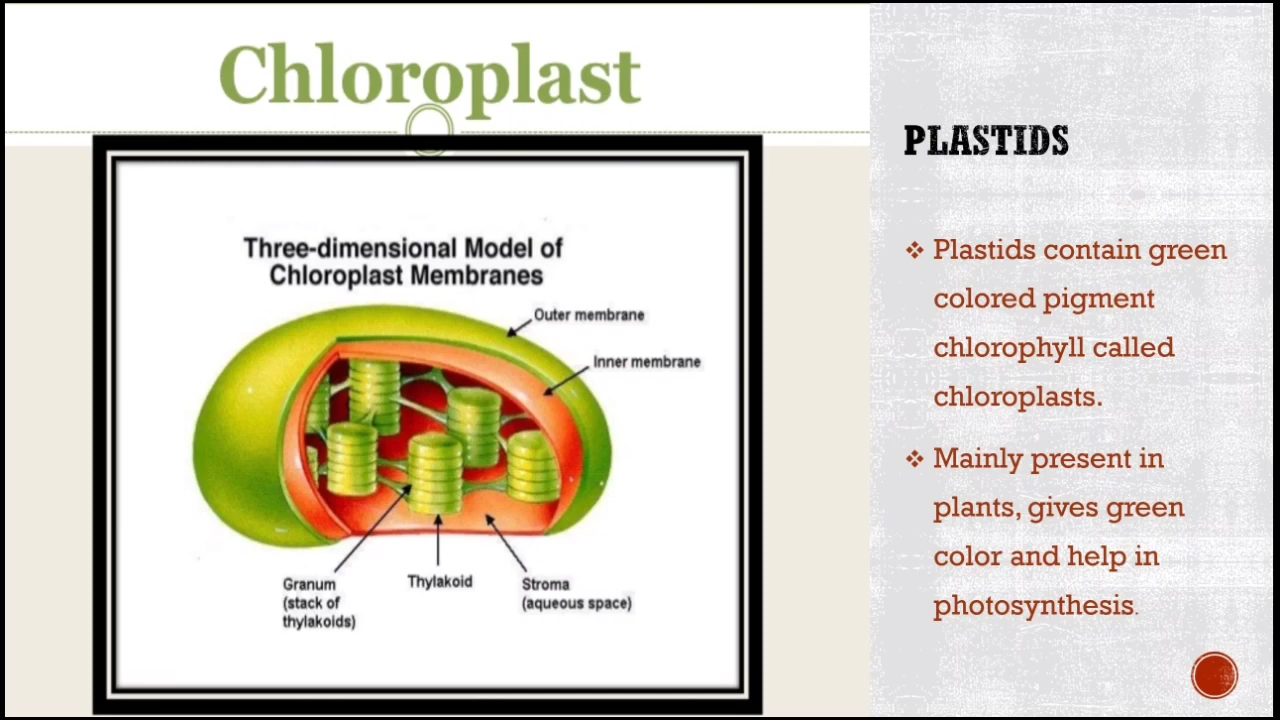 Chloroplast
Three-dimensional Model of
Chloroplast Membranes
Outer membrane
Inner membrane
Granum
(stack of
thylakoids)
Thylakoid
Stroma
(aqueous space)
PLASTIDS
❖ Plastids contain green
colored pigment
chlorophyll called
chloroplasts.
❖ Mainly present in
plants, gives green
color and help in
photosynthesis.